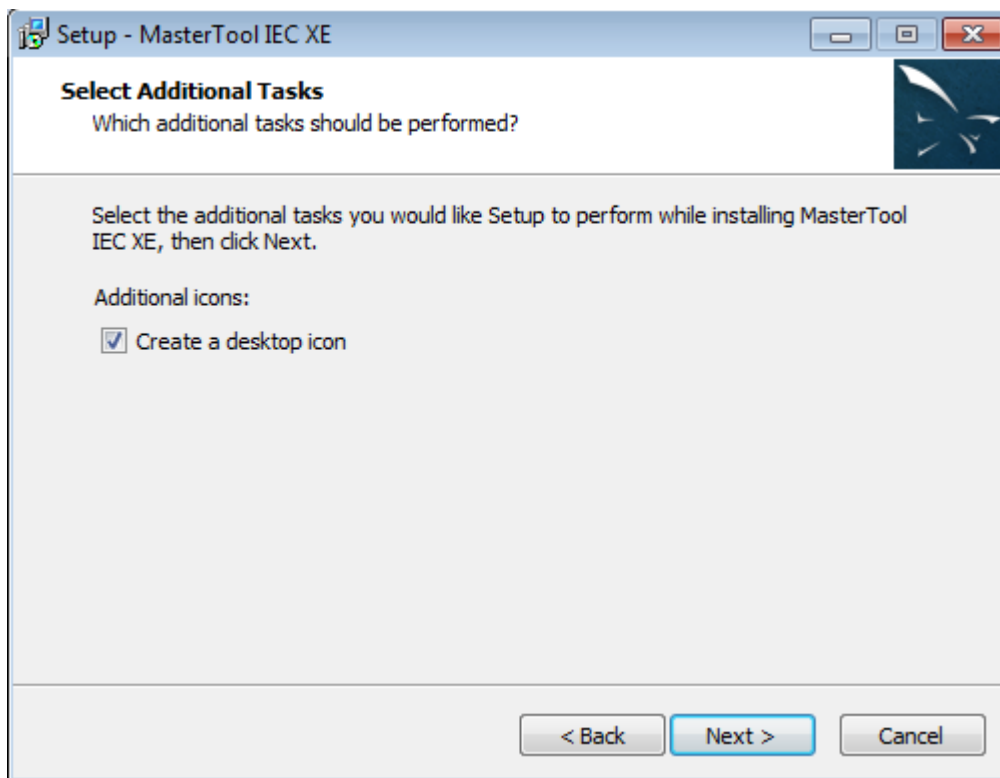 Setup - MasterTool IEC XE
Select Additional Tasks
Which additional tasks should be performed?
Select the additional tasks you would like Setup to perform while installing MasterTool
IEC XE, then click Next.
Additional icons:
Create a desktop icon
< Back
Next >
Cancel